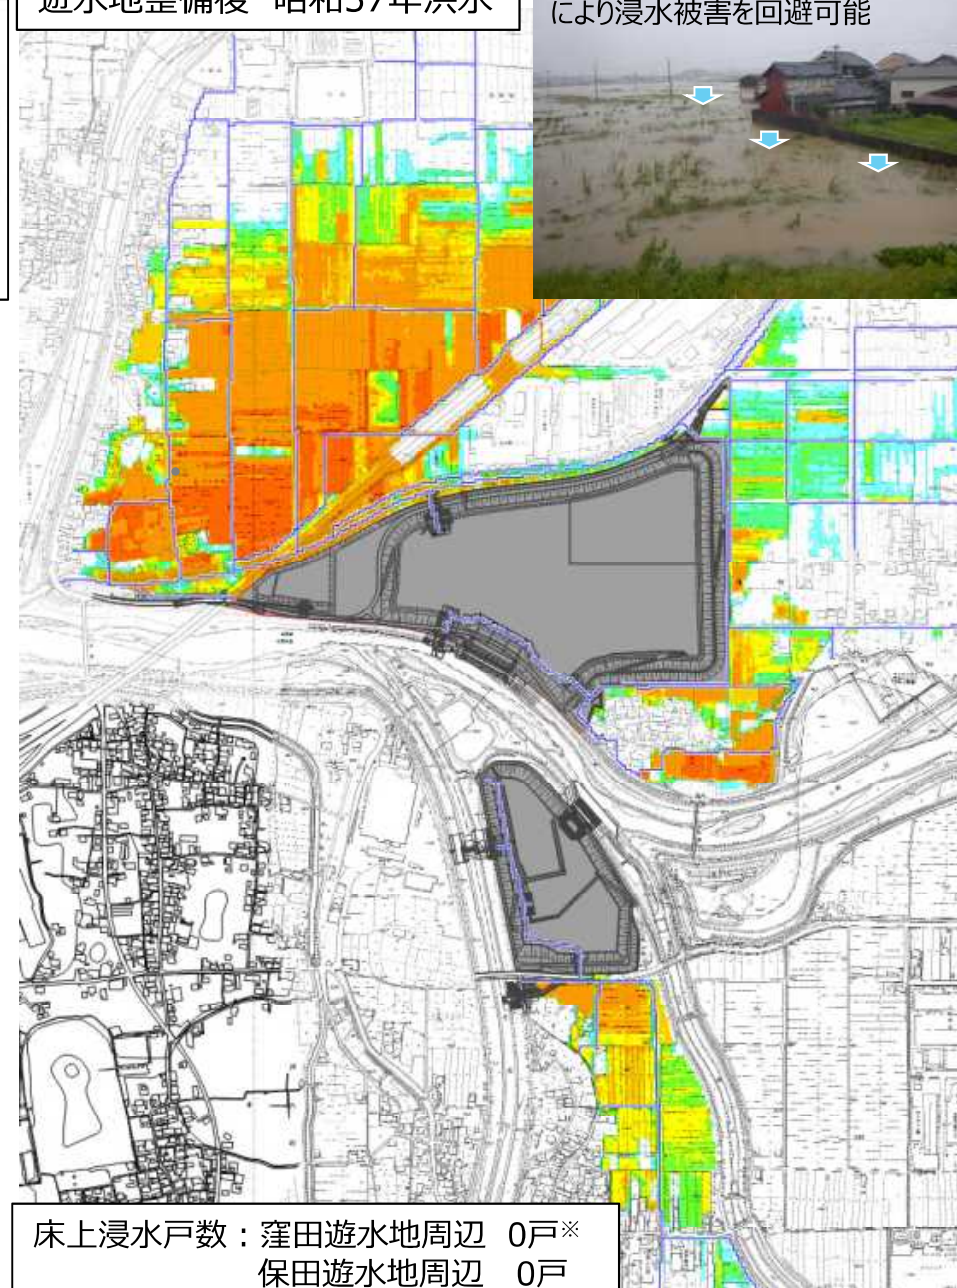 遊水地整備後 昭和57年洪水
により浸水被害を回避可能
床上浸水戸数：窪田遊水地周辺 0戸※
保田遊水地周辺 0戸